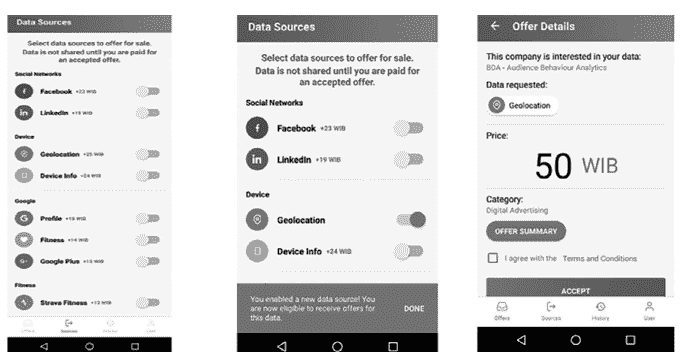 Data Sources
Select data sources to offer for sale.
Data is not shared until you are paid for
an accepted offer.
Social Networks
Facebook +23 WIB
LinkedIn +19 WIB
Device
Geolocation +25 WIB
Device Info +24 WIB
Google
Profile +19 WIB
Fitness +14 WIB
Google Plus +13 WIB
Fitness
Strava Fitness +13 WIB
Offers
Sources
History
User
Data Sources
Select data sources to offer for sale.
Data is not shared until you are paid for
an accepted offer.
Social Networks
Facebook +23 WIB
LinkedIn +19 WIB
Device
Geolocation
Device Info +24 WIB
You enabled a new data source! You
are now eligible to receive offers for
this data.
DONE
Offer Details
This company is interested in your data:
BDA - Audience Behaviour Analytics
Data requested:
Geolocation
Price:
50 WIB
Category:
Digital Advertising
OFFER SUMMARY
I agree with the Terms and Conditions
ACCEPT
Offers
Sources
History
User